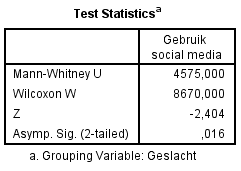 Test Statisticsa
Gebruik
social media
Mann-Whitney U 4575,000
Wilcoxon W 8670,000
Z -2,404
Asymp. Sig. (2-tailed) ,016
a. Grouping Variable: Geslacht